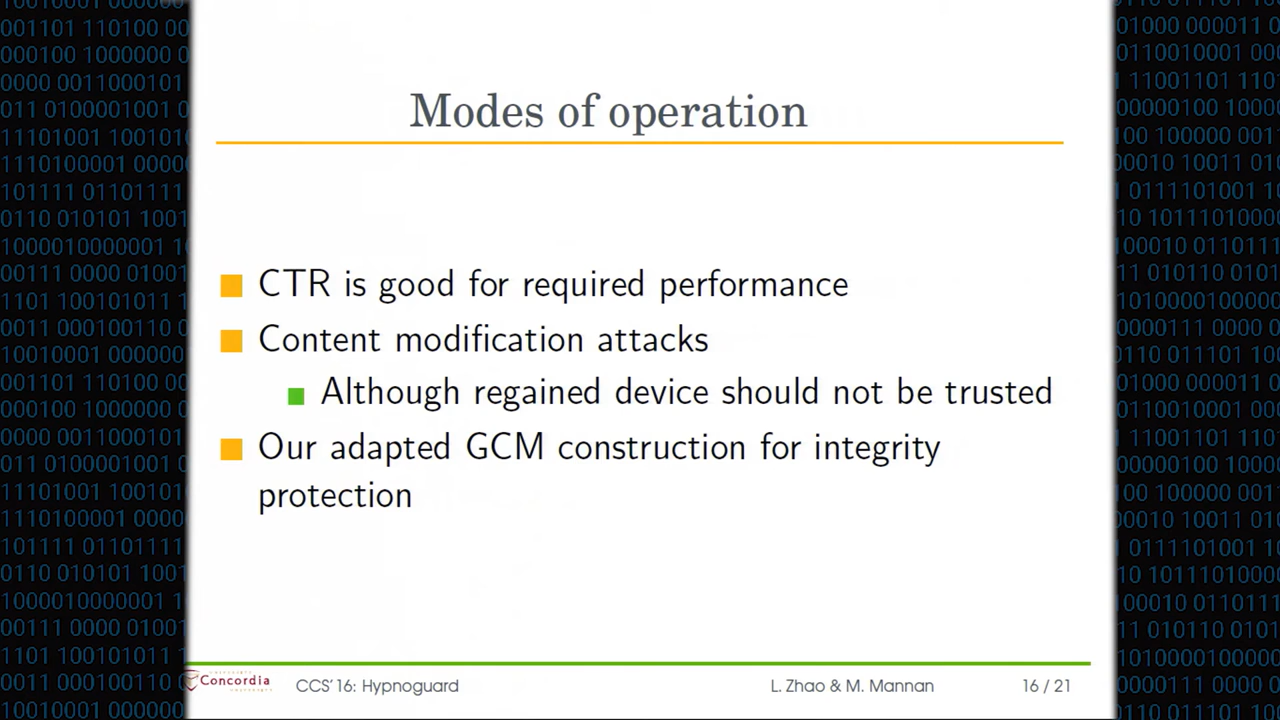 Modes of operation
CTR is good for required performance
Content modification attacks
Although regained device should not be trusted
Our adapted GCM construction for integrity
protection
Concordia
CCS'16: Hypnoguard
L. Zhao & M. Mannan
16 / 21